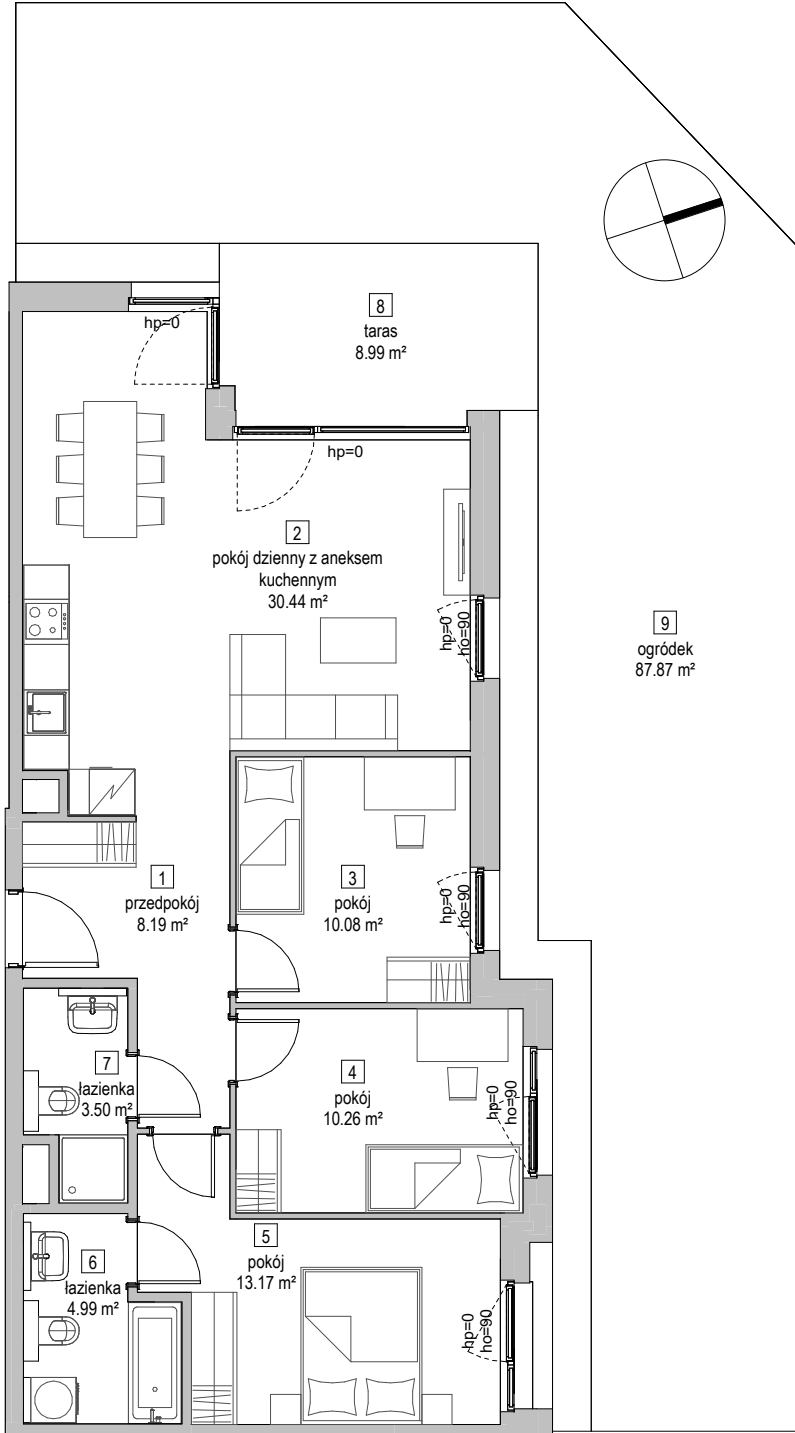 8
taras
8.99 m²
hp=0
hp=0
2
pokój dzienny z aneksem
kuchennym
30.44 m²
hp=0
ho=90
9
ogródek
87.87 m²
1
przedpokój
8.19 m²
3
pokój
10.08 m²
hp=0
ho=90
7
łazienka
3.50 m²
4
pokój
10.26 m²
hp=0
ho=90
6
łazienka
4.99 m²
5
pokój
13.17 m²
hp=0
ho=90